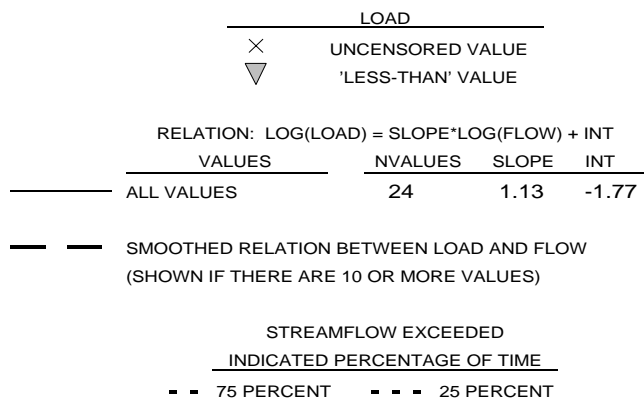 LOAD
UNCENSORED VALUE
'LESS-THAN' VALUE
RELATION: LOG(LOAD) = SLOPE*LOG(FLOW) + INT
VALUES NVALUES SLOPE INT
ALL VALUES 24 1.13 -1.77
SMOOTHED RELATION BETWEEN LOAD AND FLOW
(SHOWN IF THERE ARE 10 OR MORE VALUES)
STREAMFLOW EXCEEDED
INDICATED PERCENTAGE OF TIME
75 PERCENT 25 PERCENT